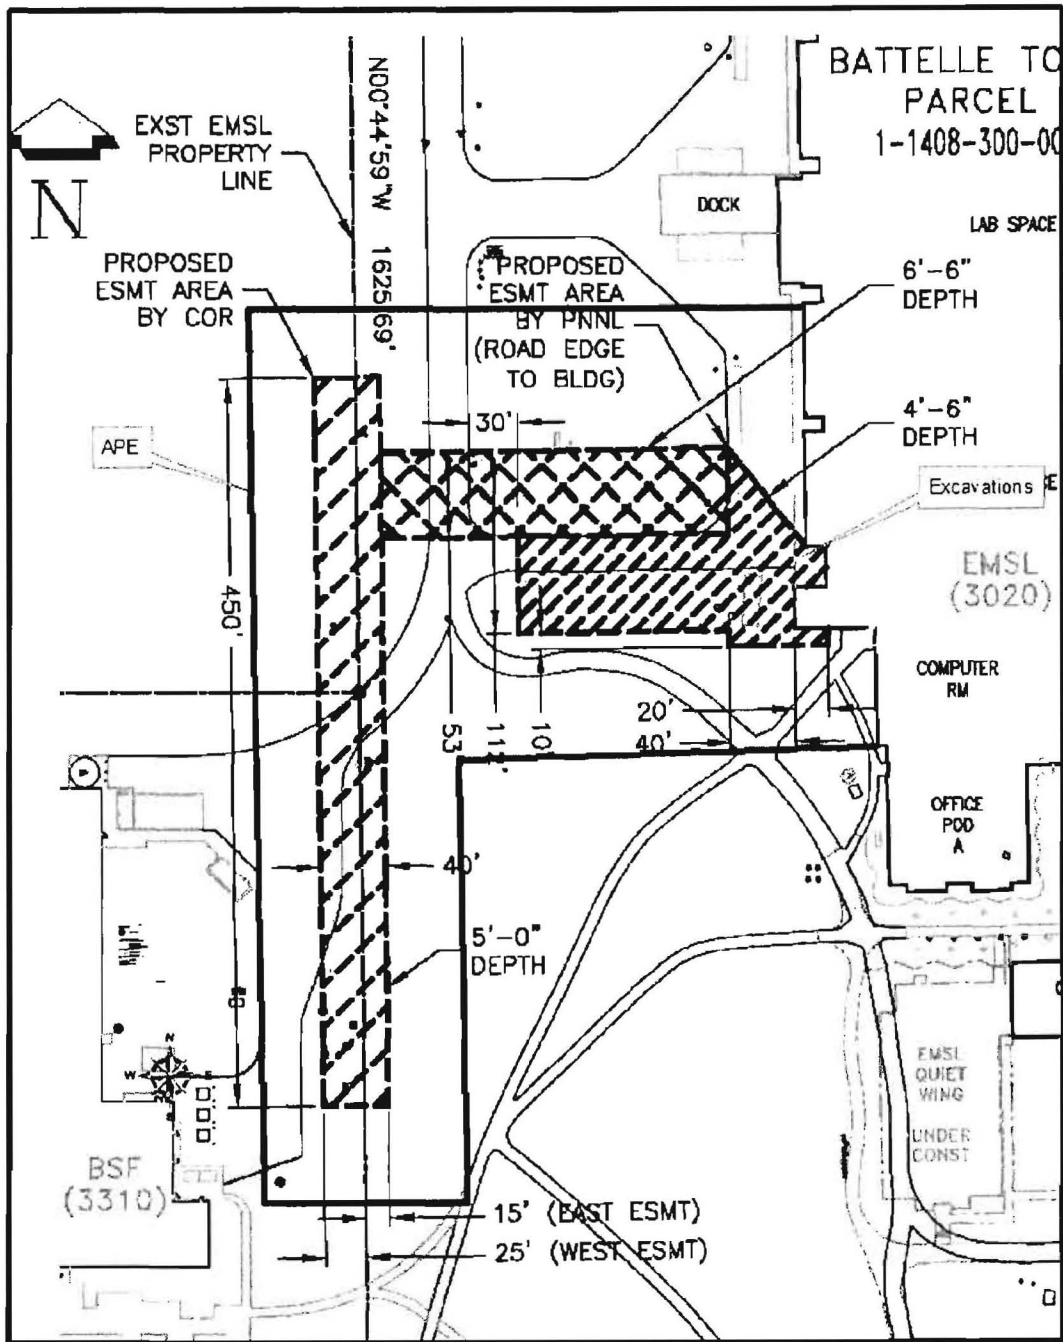 BATTELLE TO
PARCEL
1-1408-300-00
EXST EMSL
PROPERTY
LINE
N
N00°44'59"W 1625.69'
DOCK
LAB SPACE
PROPOSED
ESMT AREA
BY COR
PROPOSED
ESMT AREA
BY PNNL
(ROAD EDGE
TO BLDG)
6'-6"
DEPTH
4'-6"
DEPTH
30'
APE
Excavations
EMSL
(3020)
450'
COMPUTER
RM
20'
40'
53'
10'
OFFICE
POD
A
40'
5'-0"
DEPTH
N
W
EMSL
QUIET
WING
UNDER
CONST
BSF
(3310)
15' (EAST ESMT)
25' (WEST ESMT)